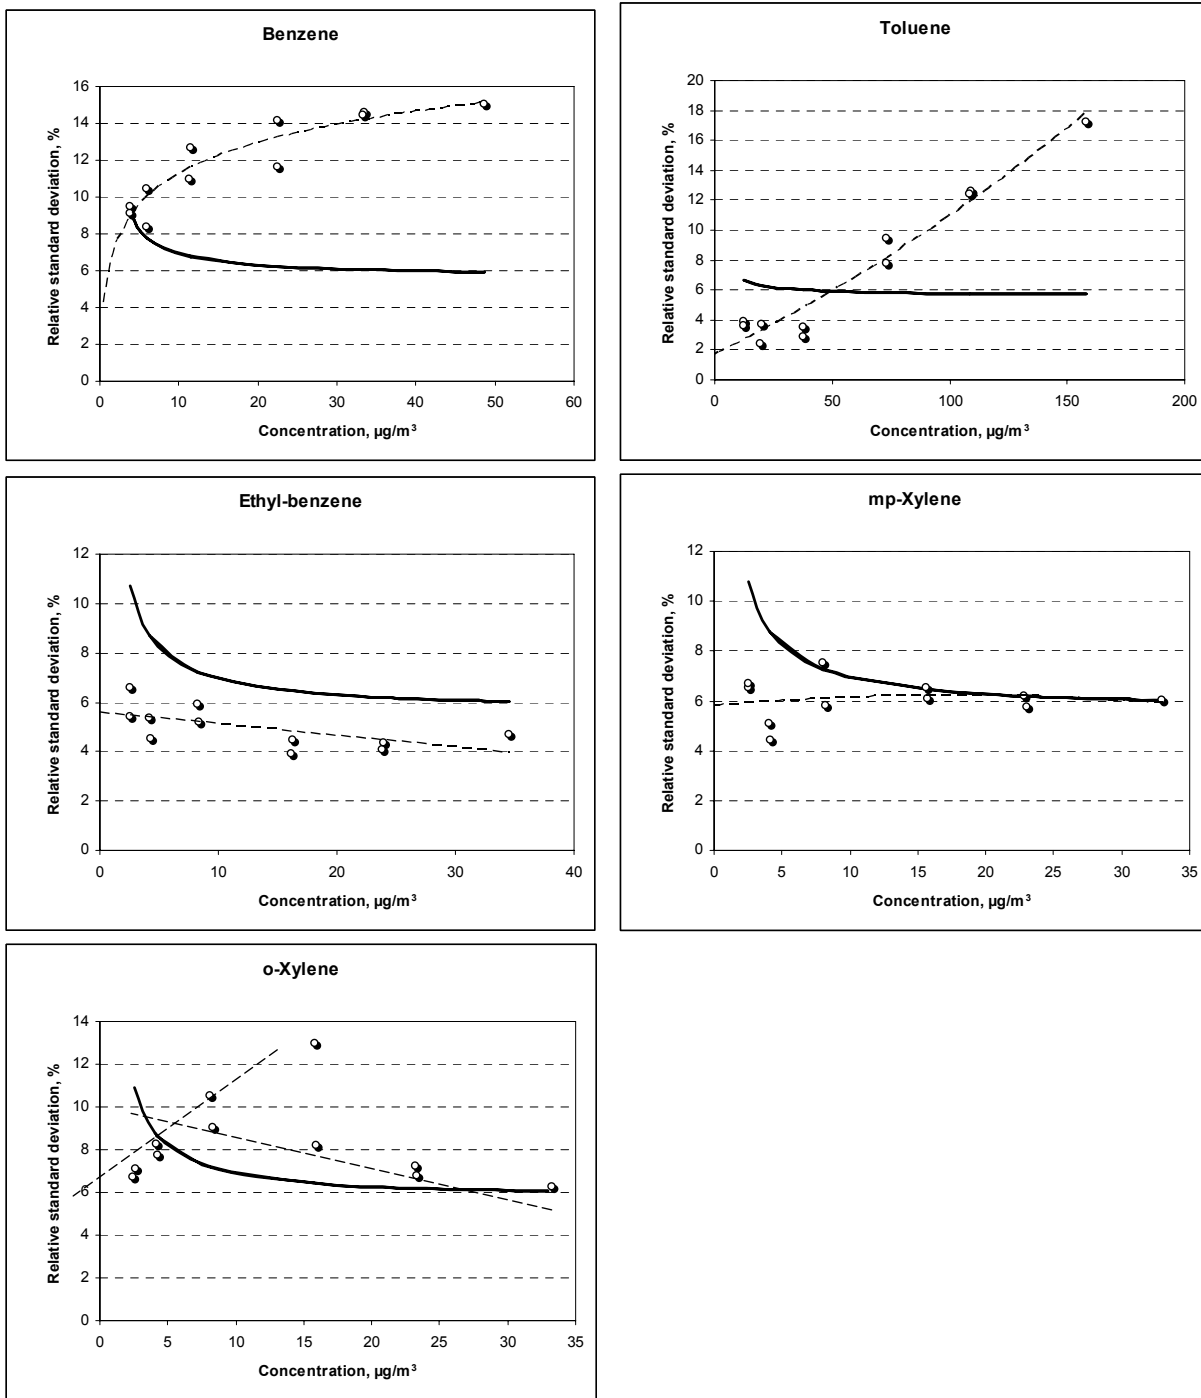 Benzene
Relative standard deviation, %
16
14
12
10
8
6
4
2
0
0 10 20 30 40 50 60
Concentration, µg/m³
Toluene
Relative standard deviation, %
20
18
16
14
12
10
8
6
4
2
0
0 50 100 150 200
Concentration, µg/m³
Ethyl-benzene
Relative standard deviation, %
12
10
8
6
4
2
0
0 10 20 30 40
Concentration, µg/m³
mp-Xylene
Relative standard deviation, %
12
10
8
6
4
2
0
0 5 10 15 20 25 30 35
Concentration, µg/m³
o-Xylene
Relative standard deviation, %
14
12
10
8
6
4
2
0
0 5 10 15 20 25 30 35
Concentration, µg/m³